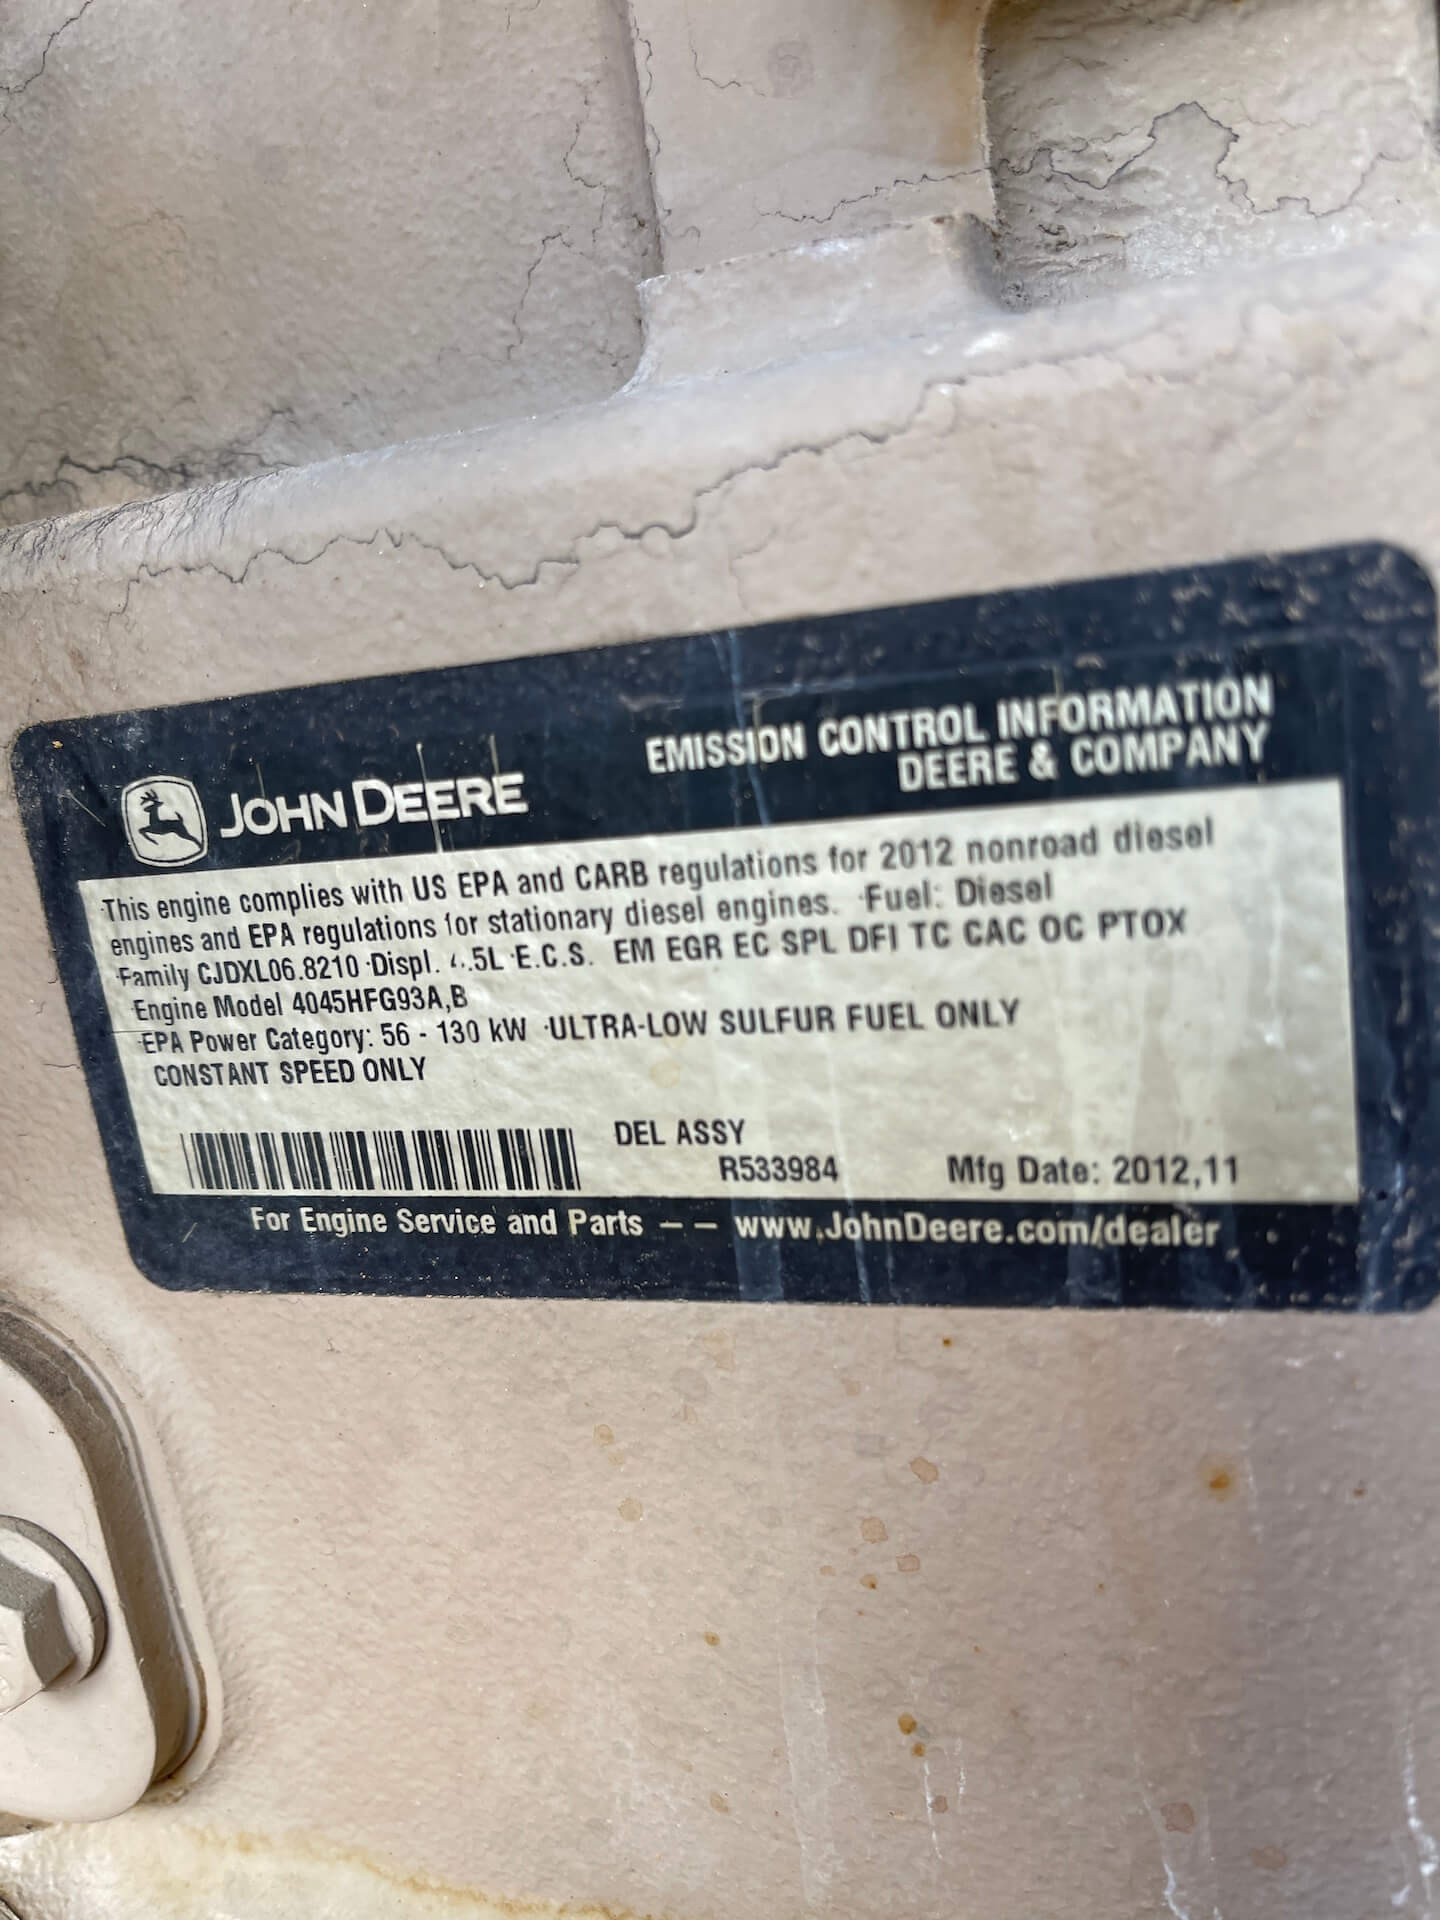 JOHN DEERE
EMISSION CONTROL INFORMATION
DEERE & COMPANY
·This engine complies with US EPA and CARB regulations for 2012 nonroad diesel
engines and EPA regulations for stationary diesel engines. ·Fuel: Diesel
·Family CJDXL06.8210 ·Displ. .5L ·E.C.S. EM EGR EC SPL DFI TC CAC OC PTOX
·Engine Model 4045HFG93A,B
·EPA Power Category: 56 - 130 kW ·ULTRA-LOW SULFUR FUEL ONLY
CONSTANT SPEED ONLY
DEL ASSY
R533984 Mfg Date: 2012,11
For Engine Service and Parts – – www.JohnDeere.com/dealer